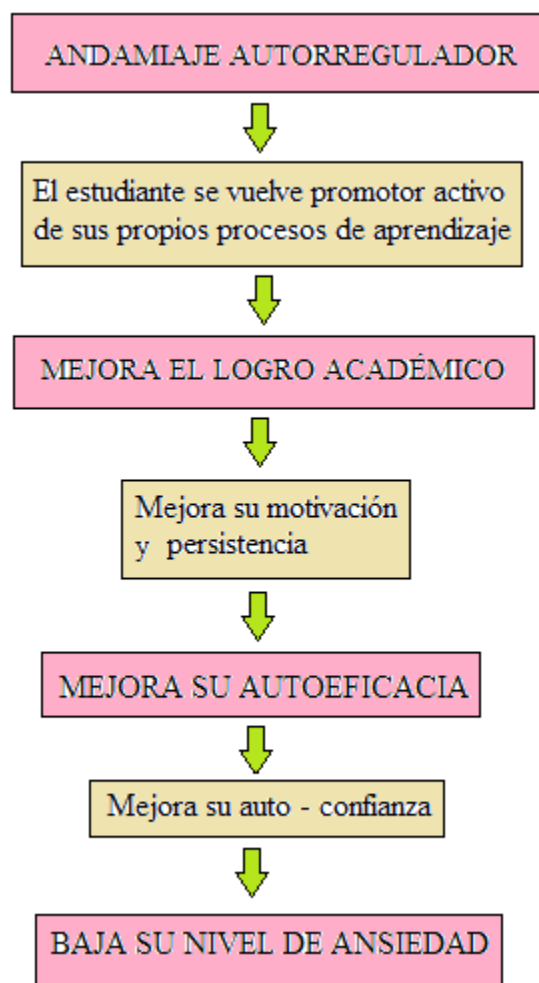 ANDAMIAJE AUTORREGULADOR
El estudiante se vuelve promotor activo
de sus propios procesos de aprendizaje
MEJORA EL LOGRO ACADÉMICO
Mejora su motivación
y persistencia
MEJORA SU AUTOEFICACIA
Mejora su auto - confianza
BAJA SU NIVEL DE ANSIEDAD